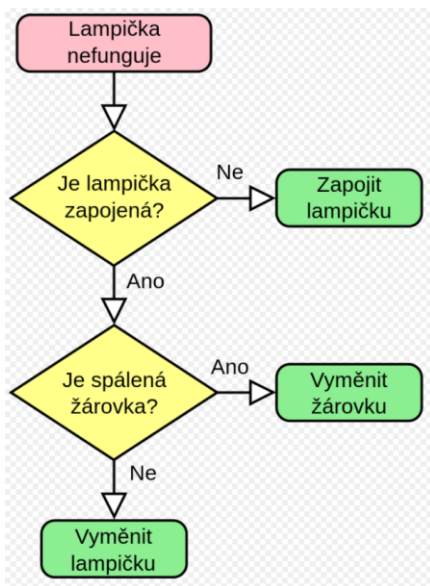 Lampička
nefunguje
Je lampička
zapojená?
Ne
Zapojit
lampičku
Ano
Je spálená
žárovka?
Ano
Vyměnit
žárovku
Ne
Vyměnit
lampičku